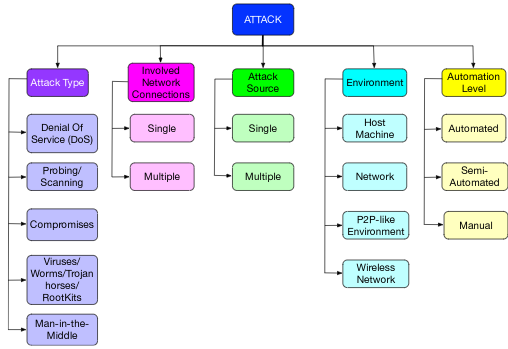 ATTACK
Attack Type
Denial Of
Service (DoS)
Probing/
Scanning
Compromises
Viruses/
Worms/Trojan
horses/
RootKits
Man-in-the-
Middle
Involved
Network
Connections
Single
Multiple
Attack
Source
Single
Multiple
Environment
Host
Machine
Network
P2P-like
Environment
Wireless
Network
Automation
Level
Automated
Semi-
Automated
Manual